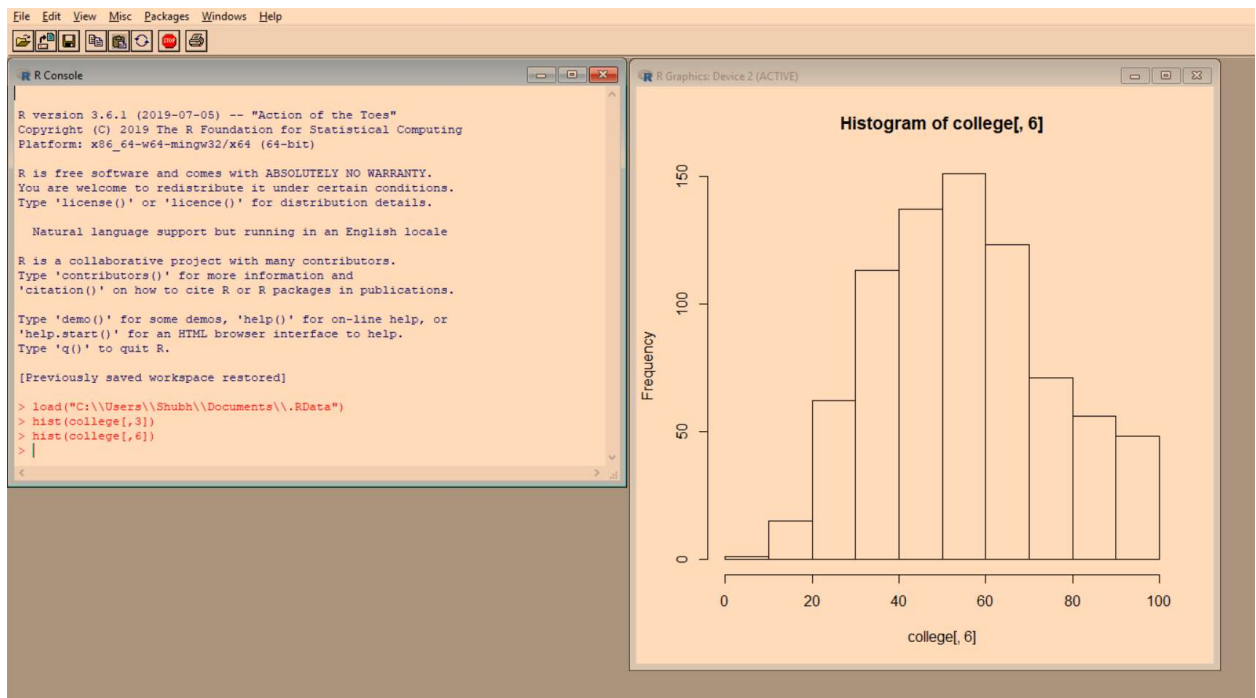 File Edit View Misc Packages Windows Help
STOP
R R Console
R version 3.6.1 (2019-07-05) -- "Action of the Toes"
Copyright (C) 2019 The R Foundation for Statistical Computing
Platform: x86_64-w64-mingw32/x64 (64-bit)
R is free software and comes with ABSOLUTELY NO WARRANTY.
You are welcome to redistribute it under certain conditions.
Type 'license()' or 'licence()' for distribution details.
Natural language support but running in an English locale
R is a collaborative project with many contributors.
Type 'contributors()' for more information and
'citation()' on how to cite R or R packages in publications.
Type 'demo()' for some demos, 'help()' for on-line help, or
'help.start()' for an HTML browser interface to help.
Type 'q()' to quit R.
[Previously saved workspace restored]
> load("C:\\Users\\Shubh\\Documents\\.RData")
> hist(college[,3])
> hist(college[,6])
>
R R Graphics: Device 2 (ACTIVE)
Histogram of college[, 6]
Frequency
150
100
50
0
0 20 40 60 80 100
college[, 6]